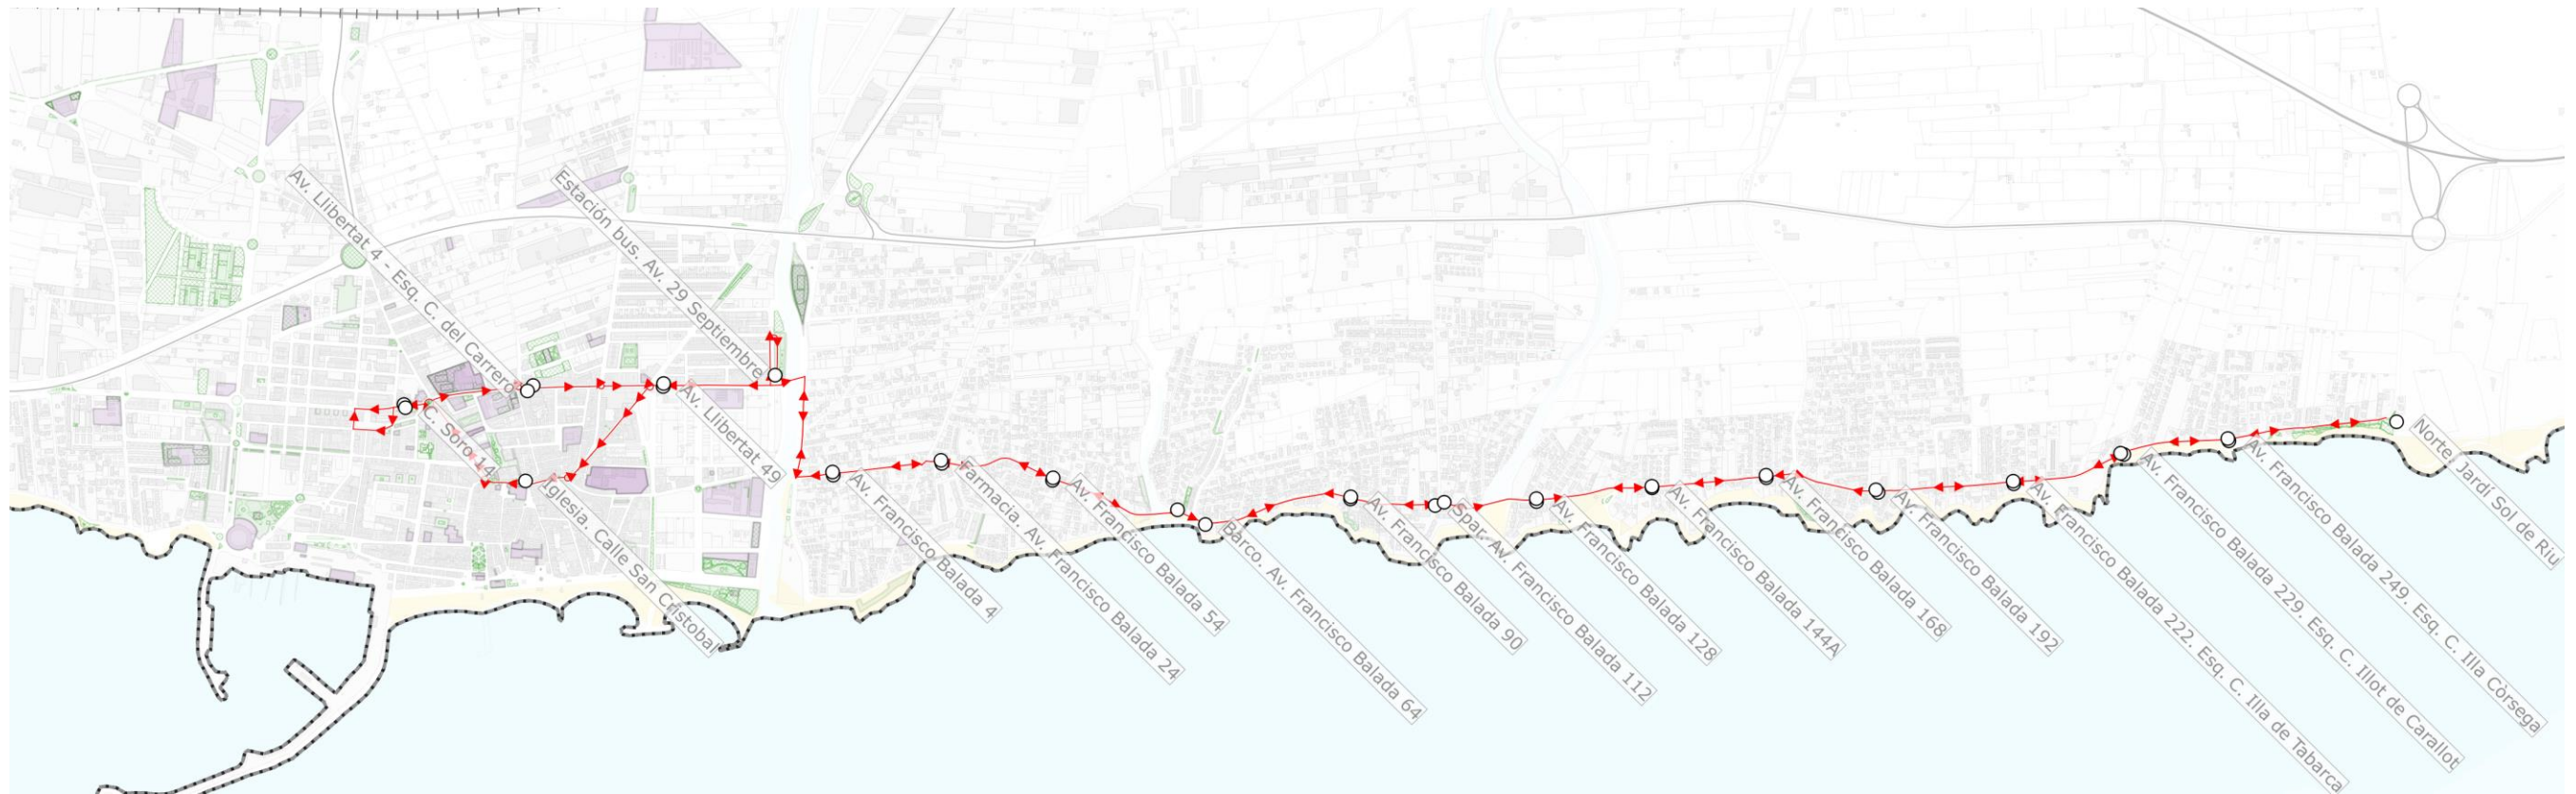 Av. Llibertat 4 - Esq. C. del Carrero
Estación bus. Av. 29 Septiembre
C. Soro 14
Iglesia. Calle San Cristobal
Av. Llibertat 49
Av. Francisco Balada 4
Farmacia. Av. Francisco Balada 24
Av. Francisco Balada 54
Barco. Av. Francisco Balada 64
Av. Francisco Balada 90
Spar. Av. Francisco Balada 112
Av. Francisco Balada 128
Av. Francisco Balada 144A
Av. Francisco Balada 168
Av. Francisco Balada 192
Av. Francisco Balada 222. Esq. C. Illa de Tabarca
Av. Francisco Balada 229. Esq. C. Illot de Carallot
Av. Francisco Balada 249. Esq. C. Illa Còrsega
Norte. Jardí Sol de Riu